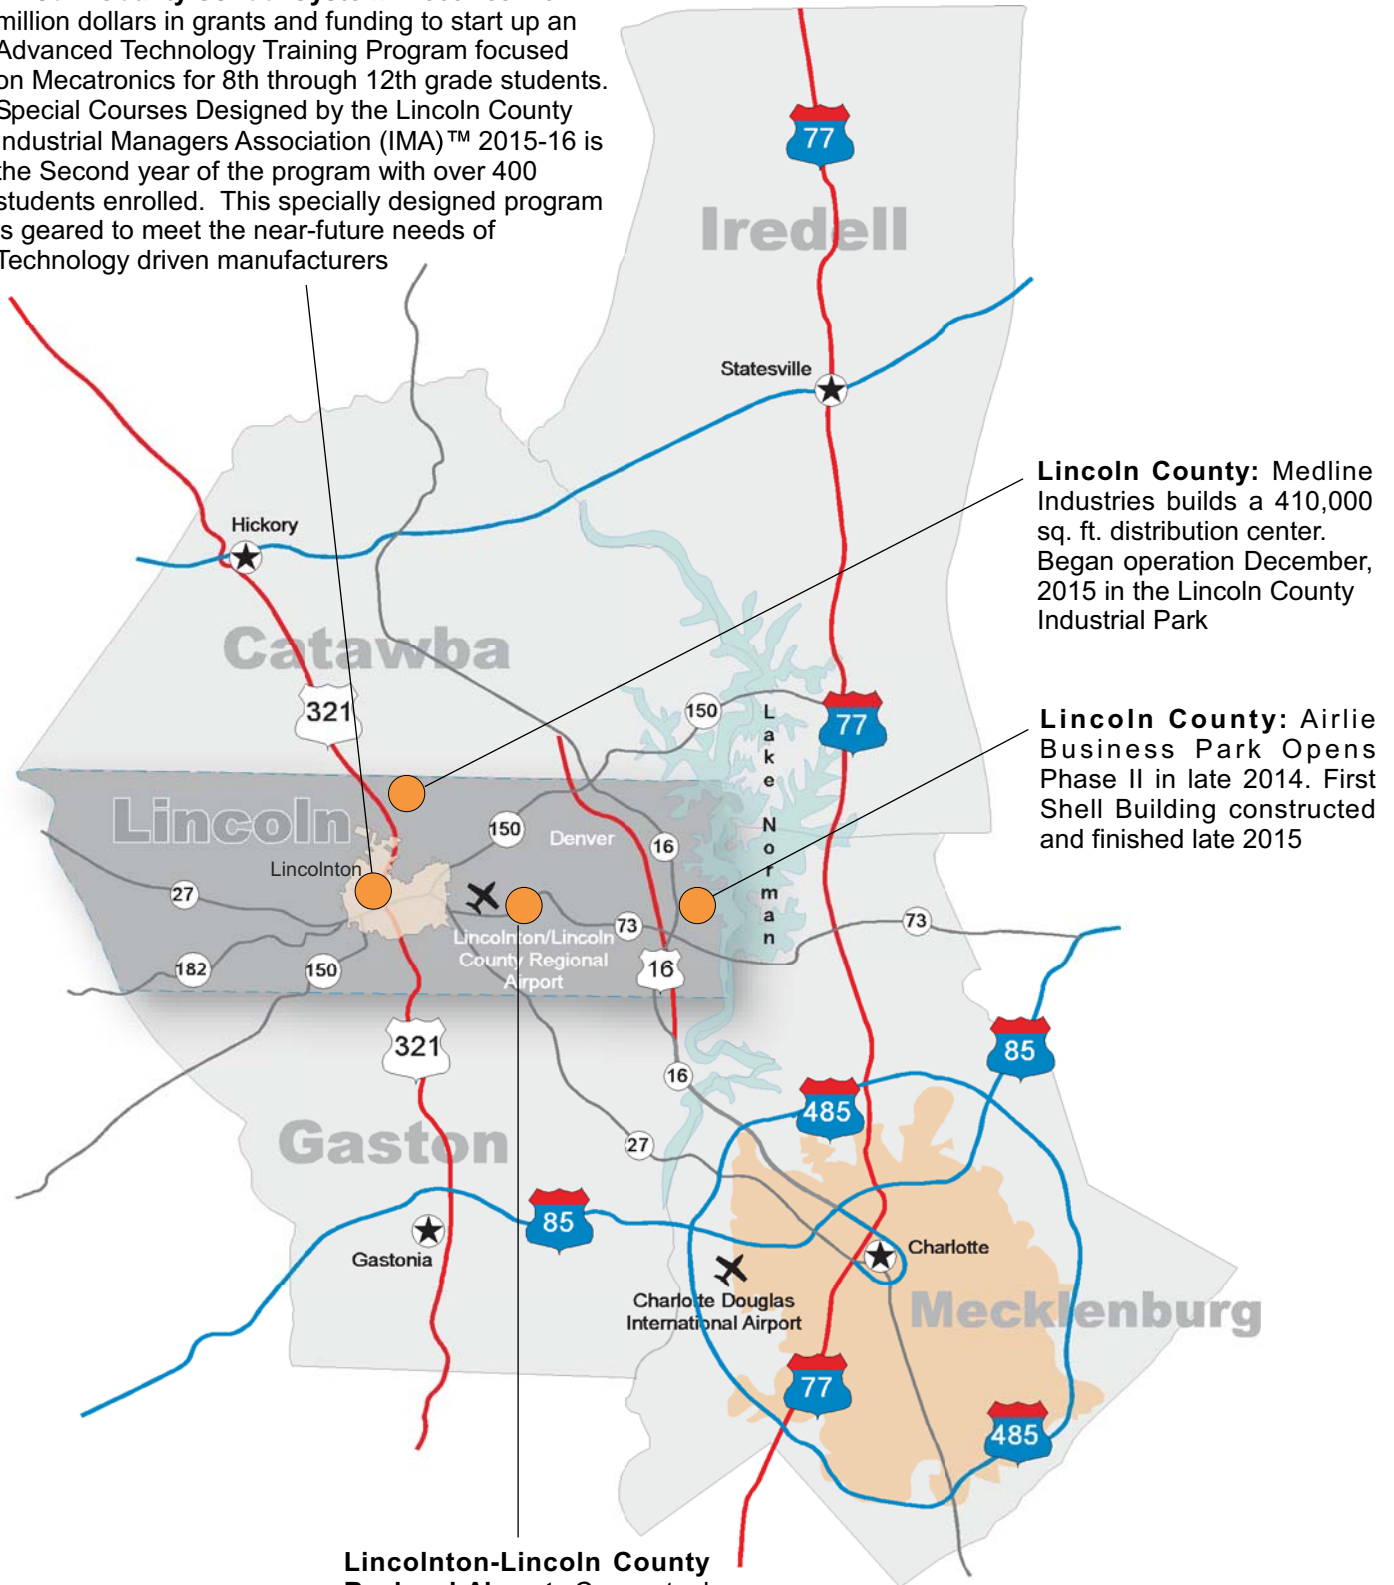 million dollars in grants and funding to start up an
Advanced Technology Training Program focused
on Mecatronics for 8th through 12th grade students.
Special Courses Designed by the Lincoln County
Industrial Managers Association (IMA)™ 2015-16 is
the Second year of the program with over 400
students enrolled. This specially designed program
is geared to meet the near-future needs of
Technology driven manufacturers
77
Iredell
Statesville
Lincoln County: Medline
Industries builds a 410,000
sq. ft. distribution center.
Began operation December,
2015 in the Lincoln County
Industrial Park
Hickory
Catawba
321
150
Lake Norman
77
Lincoln County: Airlie
Business Park Opens
Phase II in late 2014. First
Shell Building constructed
and finished late 2015
Lincoln
150
Denver
16
Lincolnton
27
73
73
Lincolnton/Lincoln
County Regional
Airport
182
150
16
321
85
16
485
Gaston
27
85
Gastonia
Charlotte
Charlotte Douglas
International Airport
Mecklenburg
77
485
Lincolnton-Lincoln County